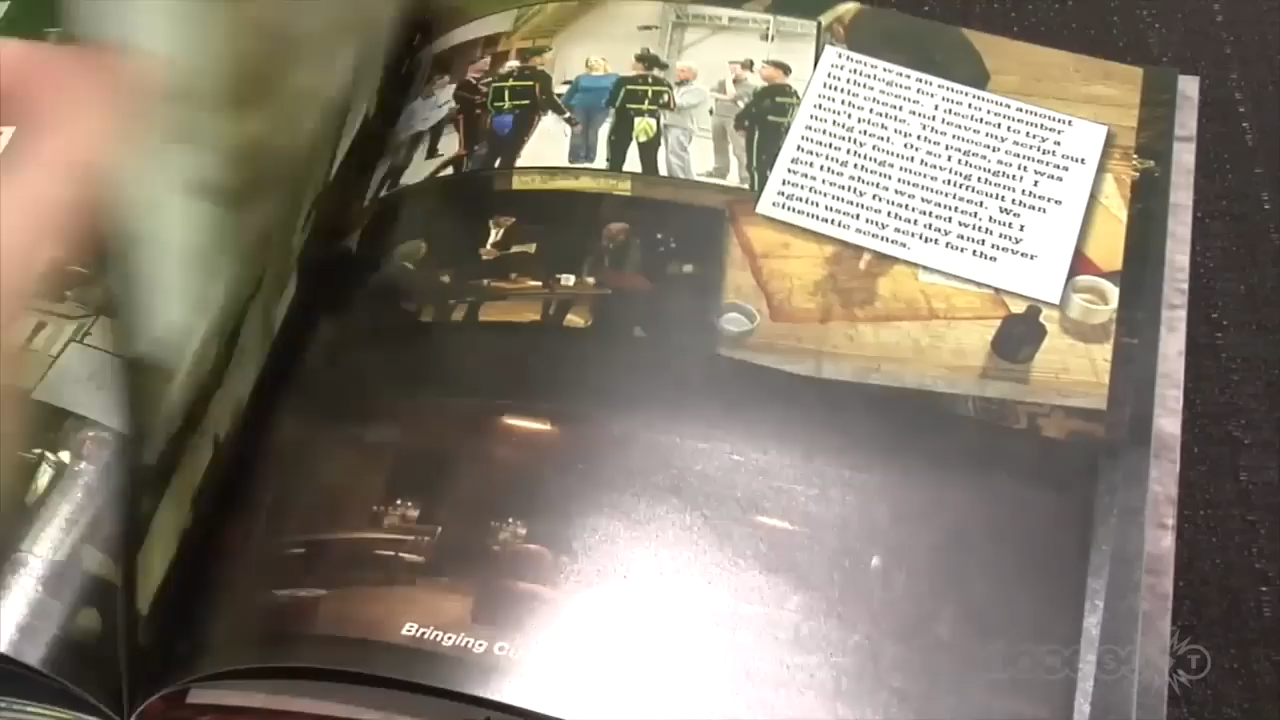 There was an enormous amount
of dialogue for me to remember
in this scene. I decided to try a
little cheat and leave my script out
on the table. The mocap cameras
don't pick up the pages, so it was
no big deal. Or so I thought! I
actually found having them there
made things more difficult than
having them memorized. We
got the shots we wanted, but I
was really frustrated with my
performance that day and never
again used my script for the
cinematic scenes.
Bringing